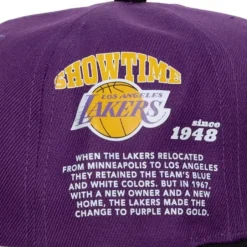 SHOWTIME
LOS ANGELES
LAKERS
since
1948
WHEN THE LAKERS RELOCATED
FROM MINNEAPOLIS TO LOS ANGELES
THEY RETAINED THE TEAM'S BLUE
AND WHITE COLORS. BUT IN 1967,
WITH A NEW OWNER AND A NEW
HOME, THE LAKERS MADE THE
CHANGE TO PURPLE AND GOLD.